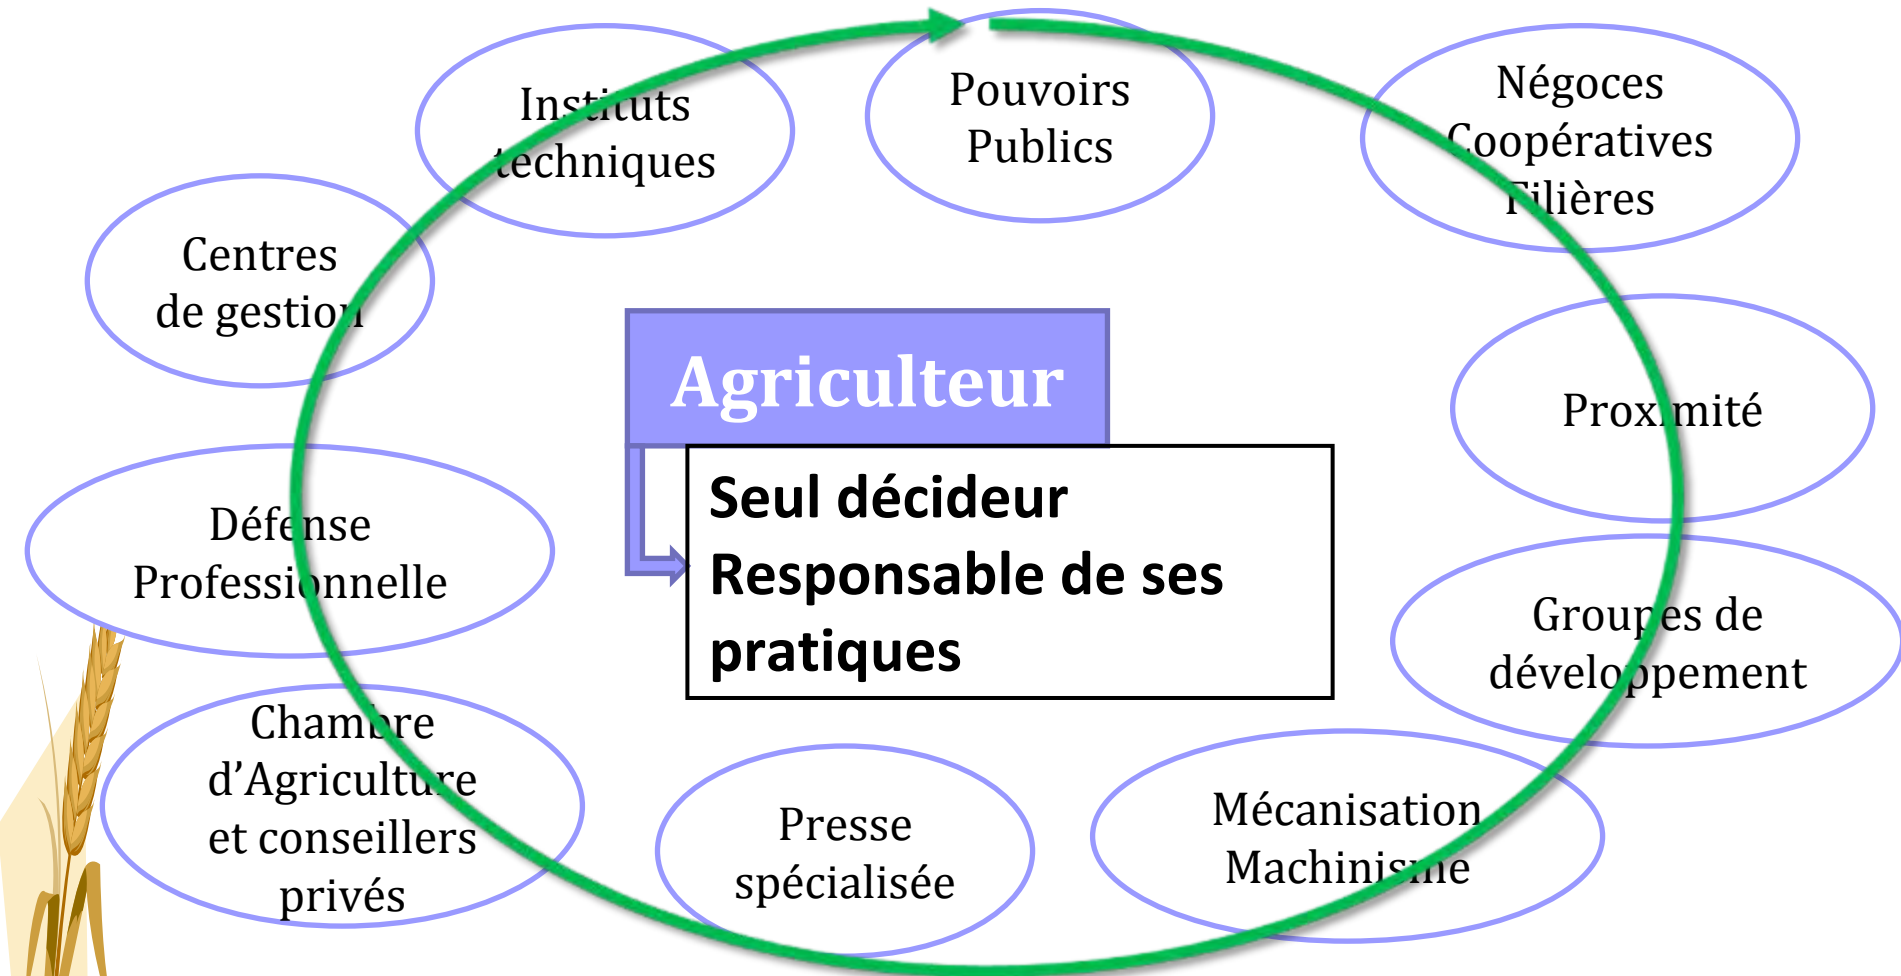 Instituts
techniques
Pouvoirs
Publics
Négoces
Coopératives
Filières
Centres
de gestion
Agriculteur
Proximité
Seul décideur
Responsable de ses
pratiques
Défense
Professionnelle
Groupes de
développement
Chambre
d’Agriculture
et conseillers
privés
Presse
spécialisée
Mécanisation
Machinisme